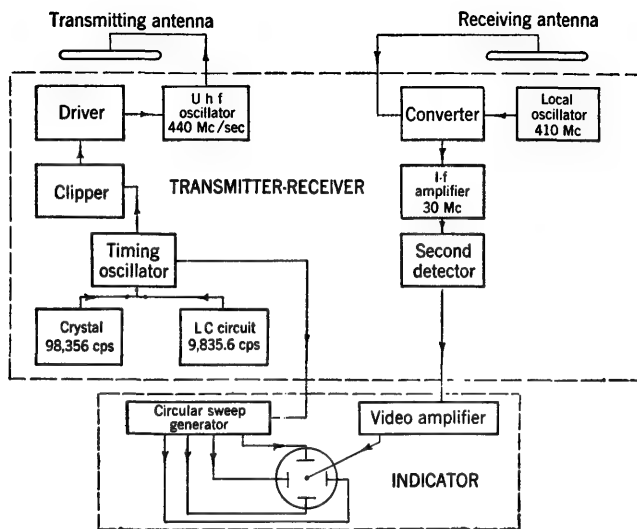 Transmitting antenna
Receiving antenna
Driver
U h f
oscillator
440 Mc/sec
Converter
Local
oscillator
410 Mc
Clipper
TRANSMITTER-RECEIVER
I-f
amplifier
30 Mc
Timing
oscillator
Second
detector
Crystal
98,356 cps
L C circuit
9,835.6 cps
Circular sweep
generator
Video amplifier
INDICATOR